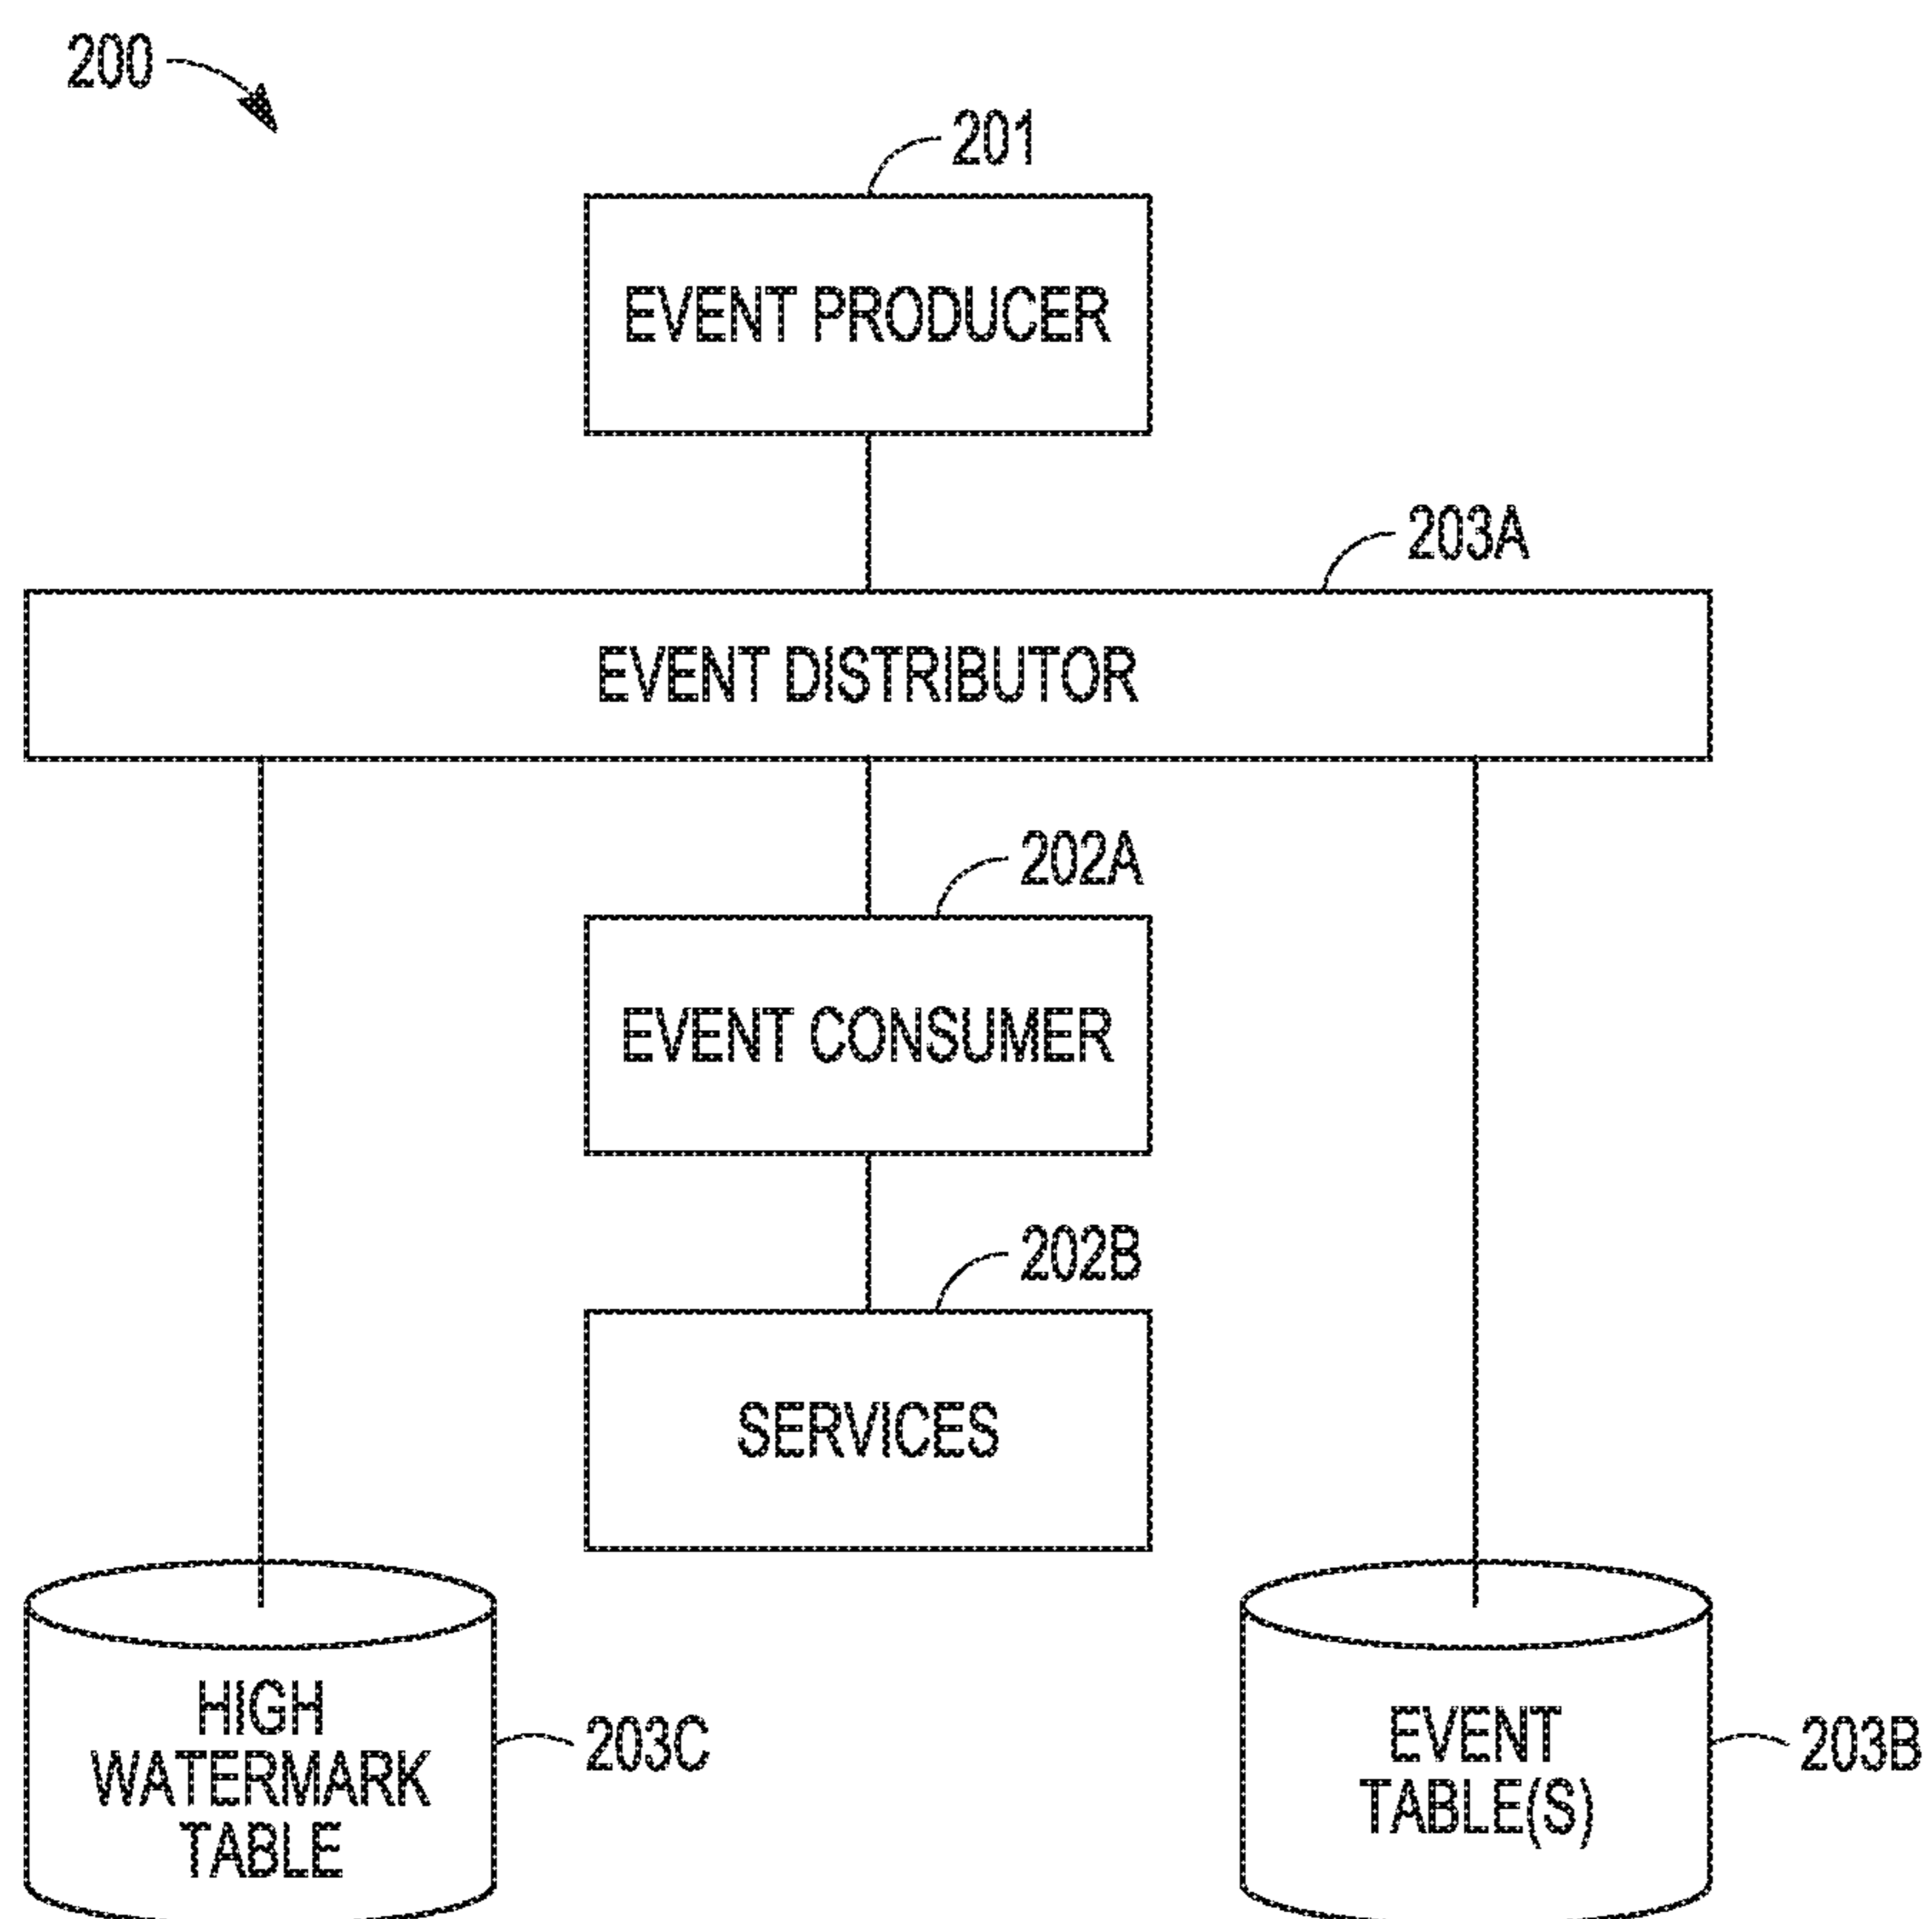 200
201
EVENT PRODUCER
203A
EVENT DISTRIBUTOR
202A
EVENT CONSUMER
202B
SERVICES
HIGH
WATERMARK
TABLE
203C
EVENT
TABLE(S)
203B